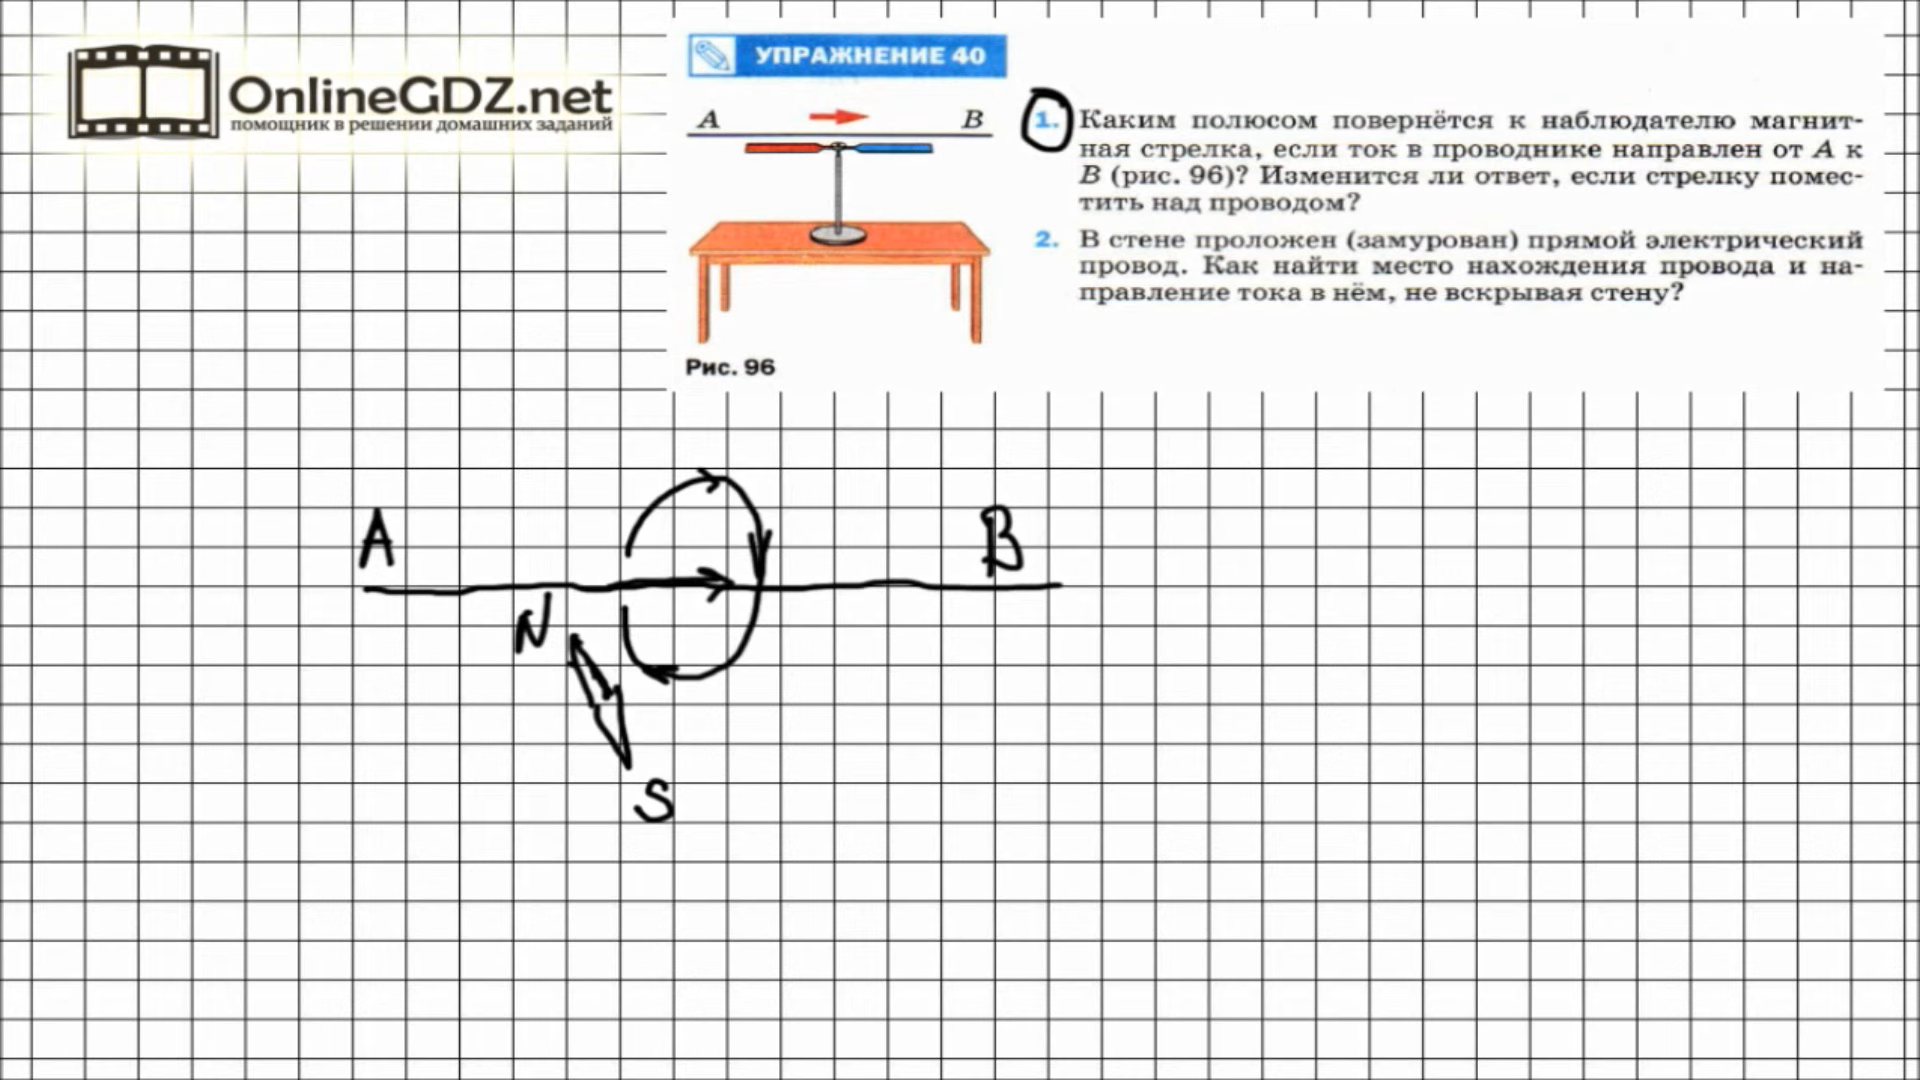 OnlineGDZ.net
помощник в решении домашних заданий
УПРАЖНЕНИЕ 40
A B
Рис. 96
1. Каким полюсом повернётся к наблюдателю магнит-
ная стрелка, если ток в проводнике направлен от A к
B (рис. 96)? Изменится ли ответ, если стрелку помес-
тить над проводом?
2. В стене проложен (замурован) прямой электрический
провод. Как найти место нахождения провода и на-
правление тока в нём, не вскрывая стену?
A B
N
S